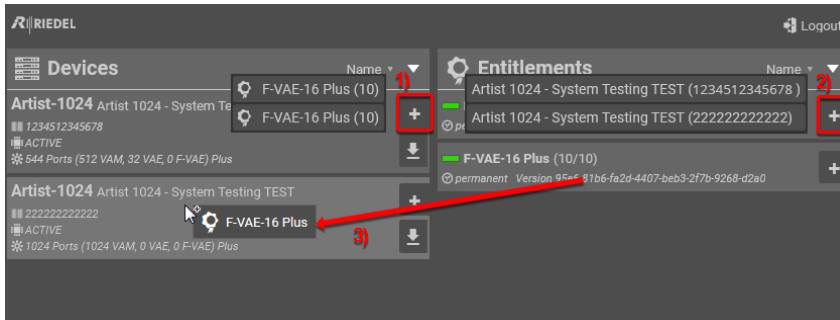 RIEDEL
Logout
Devices
Name
1)
F-VAE-16 Plus (10)
F-VAE-16 Plus (10)
Artist-1024 Artist 1024 - System Te
+
1234512345678
ACTIVE
544 Ports (512 VAM, 32 VAE, 0 F-VAE) Plus
Artist-1024 Artist 1024 - System Testing TEST
+
222222222222
ACTIVE
1024 Ports (1024 VAM, 0 VAE, 0 F-VAE) Plus
F-VAE-16 Plus
3)
Entitlements
Name
2)
Artist 1024 - System Testing TEST (1234512345678 )
Artist 1024 - System Testing TEST (222222222222)
+
F-VAE-16 Plus (10/10)
+
permanent Version 95e6-81b6-fa2d-4407-beb3-2f7b-9268-d2a0